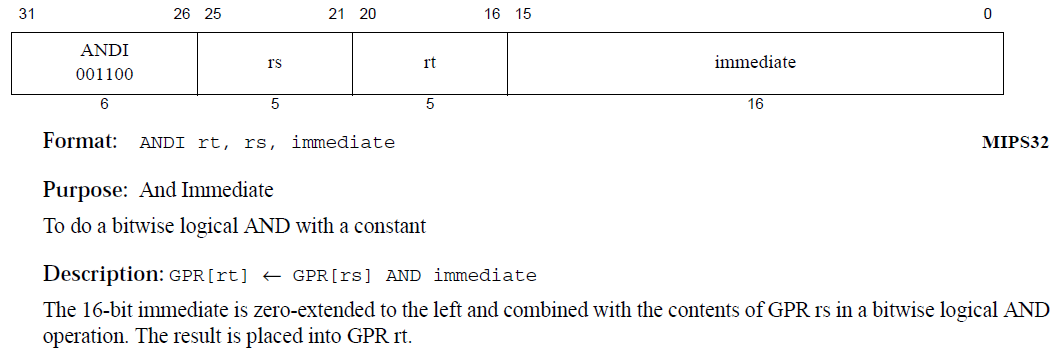 31 26 25 21 20 16 15 0
ANDI
001100 rs rt immediate
6 5 5 16
Format: ANDI rt, rs, immediate MIPS32
Purpose: And Immediate
To do a bitwise logical AND with a constant
Description: GPR[rt] ← GPR[rs] AND immediate
The 16-bit immediate is zero-extended to the left and combined with the contents of GPR rs in a bitwise logical AND
operation. The result is placed into GPR rt.